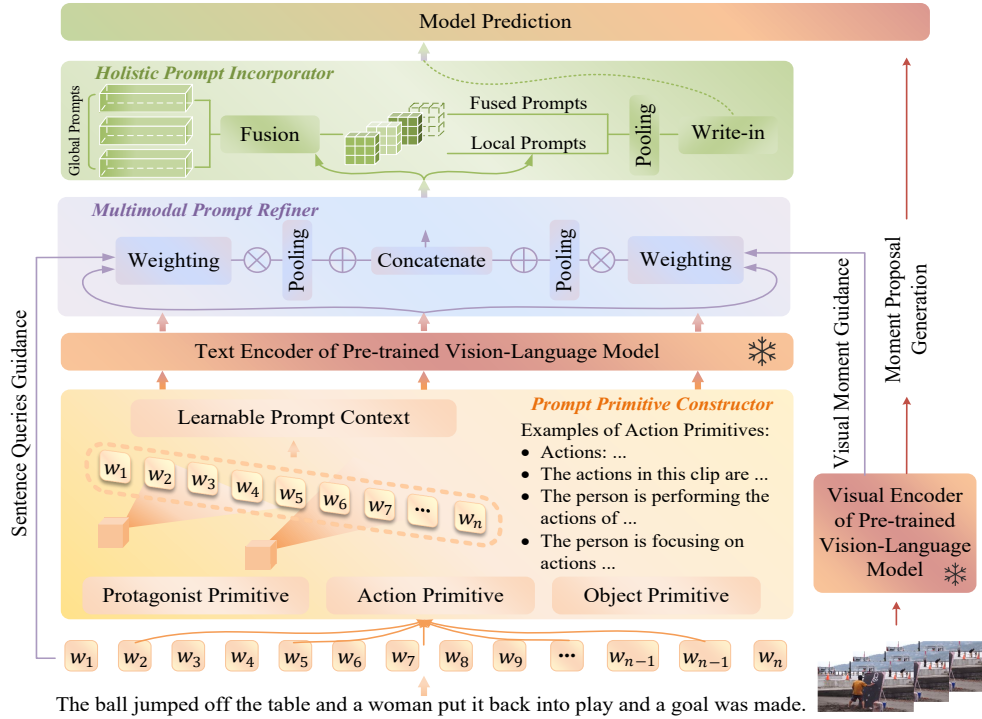 Model Prediction
Holistic Prompt Incorporator
Global Prompts
Fusion
Fused Prompts
Local Prompts
Pooling
Write-in
Multimodal Prompt Refiner
Weighting
Pooling
Concatenate
Pooling
Weighting
Text Encoder of Pre-trained Vision-Language Model
Sentence Queries Guidance
Visual Moment Guidance
Moment Proposal
Generation
Learnable Prompt Context
Prompt Primitive Constructor
Examples of Action Primitives:
• Actions: ...
• The actions in this clip are ...
• The person is performing the
actions of ...
• The person is focusing on
actions ...
w1 w2 w3 w4 w5 w6 w7 ... wn
Protagonist Primitive
Action Primitive
Object Primitive
Visual Encoder
of Pre-trained
Vision-Language
Model
w1 w2 w3 w4 w5 w6 w7 w8 w9 ... wn−1 wn−1 wn
The ball jumped off the table and a woman put it back into play and a goal was made.